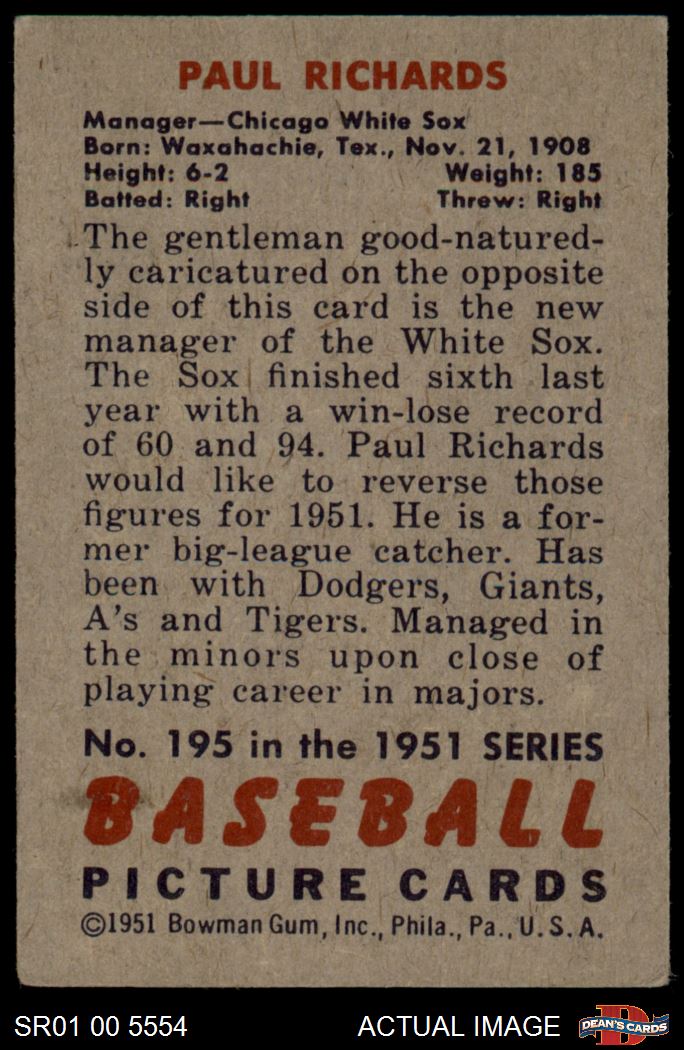 PAUL RICHARDS
Manager—Chicago White Sox
Born: Waxahachie, Tex., Nov. 21, 1908
Height: 6-2 Weight: 185
Batted: Right Threw: Right
The gentleman good-natured-
ly caricatured on the opposite
side of this card is the new
manager of the White Sox.
The Sox finished sixth last
year with a win-lose record
of 60 and 94. Paul Richards
would like to reverse those
figures for 1951. He is a for-
mer big-league catcher. Has
been with Dodgers, Giants,
A's and Tigers. Managed in
the minors upon close of
playing career in majors.
No. 195 in the 1951 SERIES
BASEBALL
PICTURE CARDS
©1951 Bowman Gum, Inc., Phila., Pa., U. S. A.
SR01 00 5554 ACTUAL IMAGE D DEAN'S CARDS